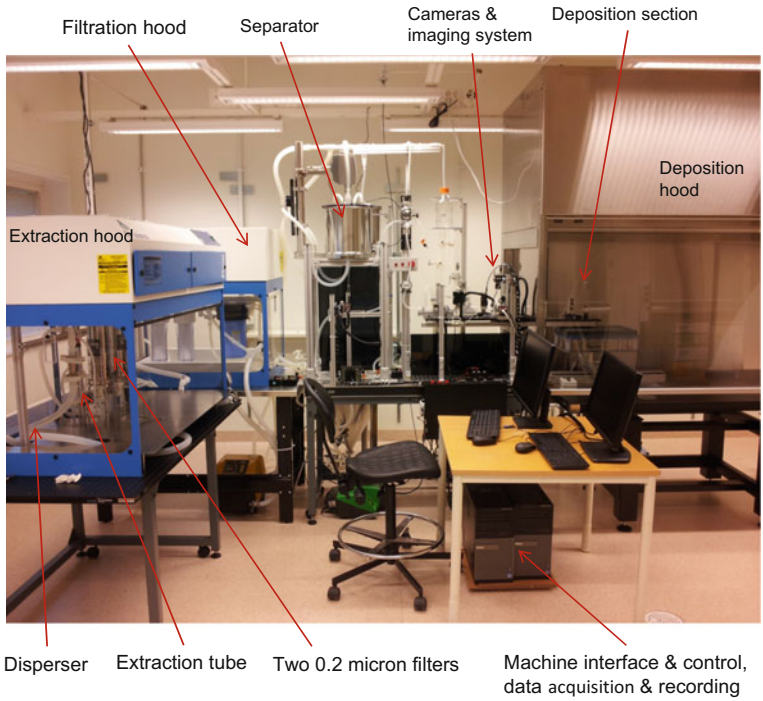 Filtration hood
Separator
Cameras &
imaging system
Deposition section
Deposition
hood
Extraction hood
Disperser
Extraction tube
Two 0.2 micron filters
Machine interface & control,
data acquisition & recording